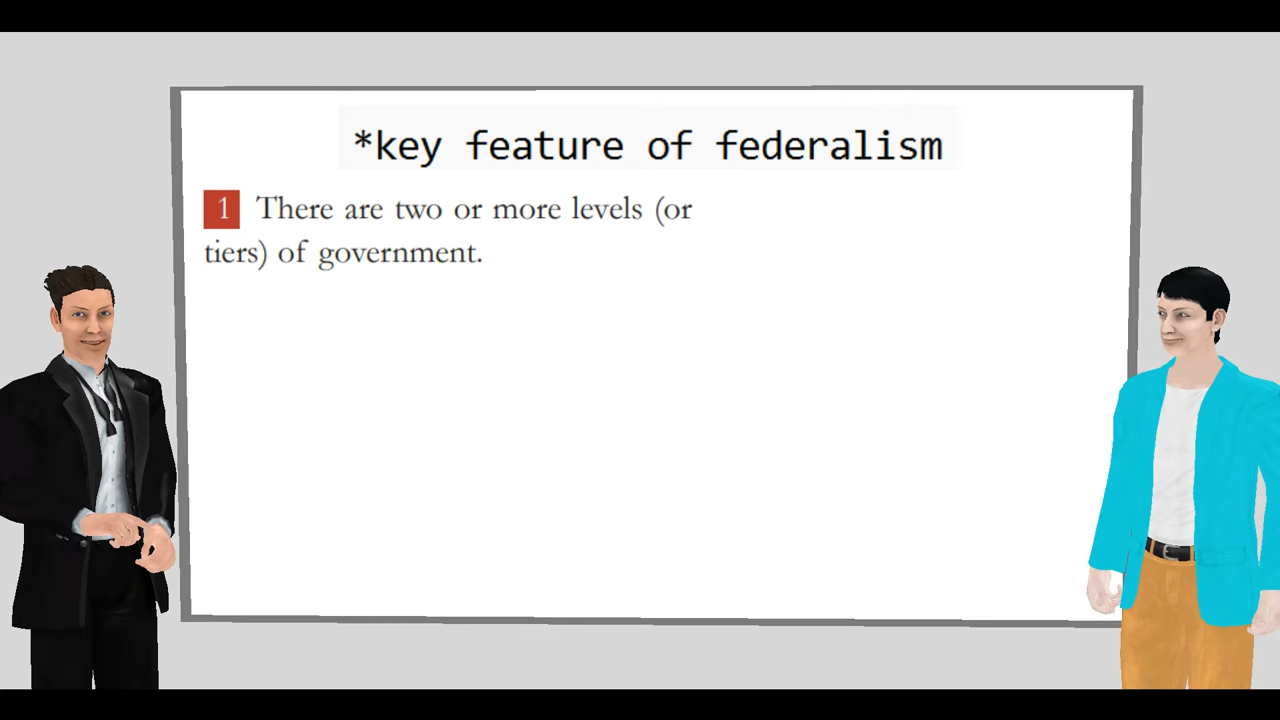 *key feature of federalism
1 There are two or more levels (or
tiers) of government.